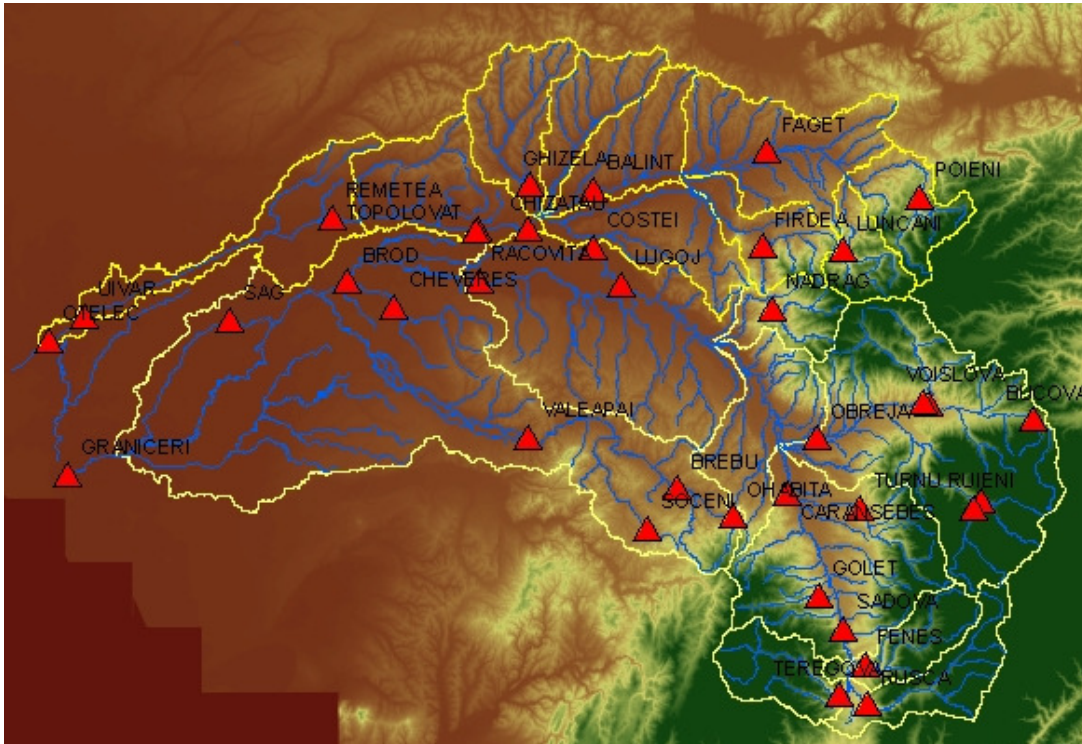 FAGET
GHIZELA
BALINT
POIENI
REMETEA
CHIZATAU
TOPOLOVAT
COSTEI
FIRDEA
LUNCANI
BROD
RACOVITA
LUGOJ
CHEVERES
NADRAG
UIVAR
SAG
OTELEC
VOISLOVA
BUCOVA
VALEAPAI
OBREJA
GRANICERI
BREBU
SOCENI
OHABITA
TURNU RUIENI
CARANSEBES
GOLET
SADOVA
FENES
TEREGOVA
RUSCA